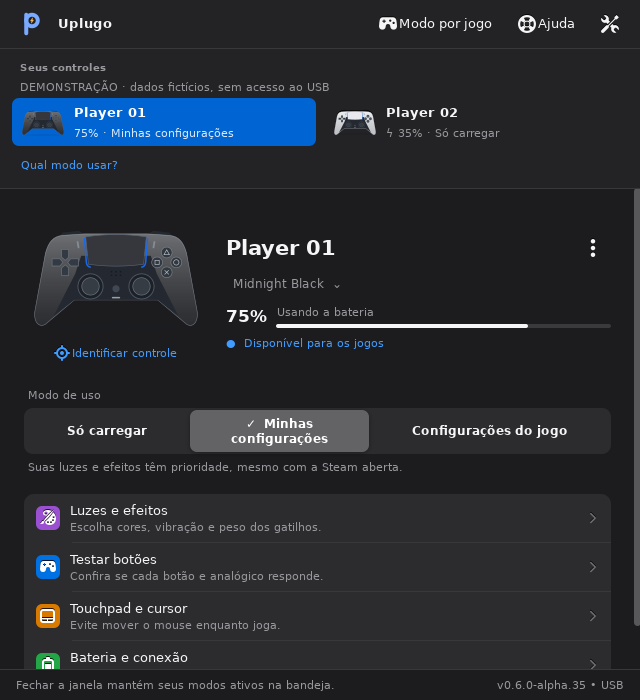 Uplugo
Modo por jogo
Ajuda
Seus controles
DEMONSTRAÇÃO · dados fictícios, sem acesso ao USB
Player 01
75% · Minhas configurações
Player 02
ϟ 35% · Só carregar
Qual modo usar?
Player 01
Midnight Black
75%
Usando a bateria
Disponível para os jogos
Identificar controle
Modo de uso
Só carregar
✓ Minhas
configurações
Configurações do jogo
Suas luzes e efeitos têm prioridade, mesmo com a Steam aberta.
Luzes e efeitos
Escolha cores, vibração e peso dos gatilhos.
Testar botões
Confira se cada botão e analógico responde.
Touchpad e cursor
Evite mover o mouse enquanto joga.
Bateria e conexão
Fechar a janela mantém seus modos ativos na bandeja.
v0.6.0-alpha.35 • USB